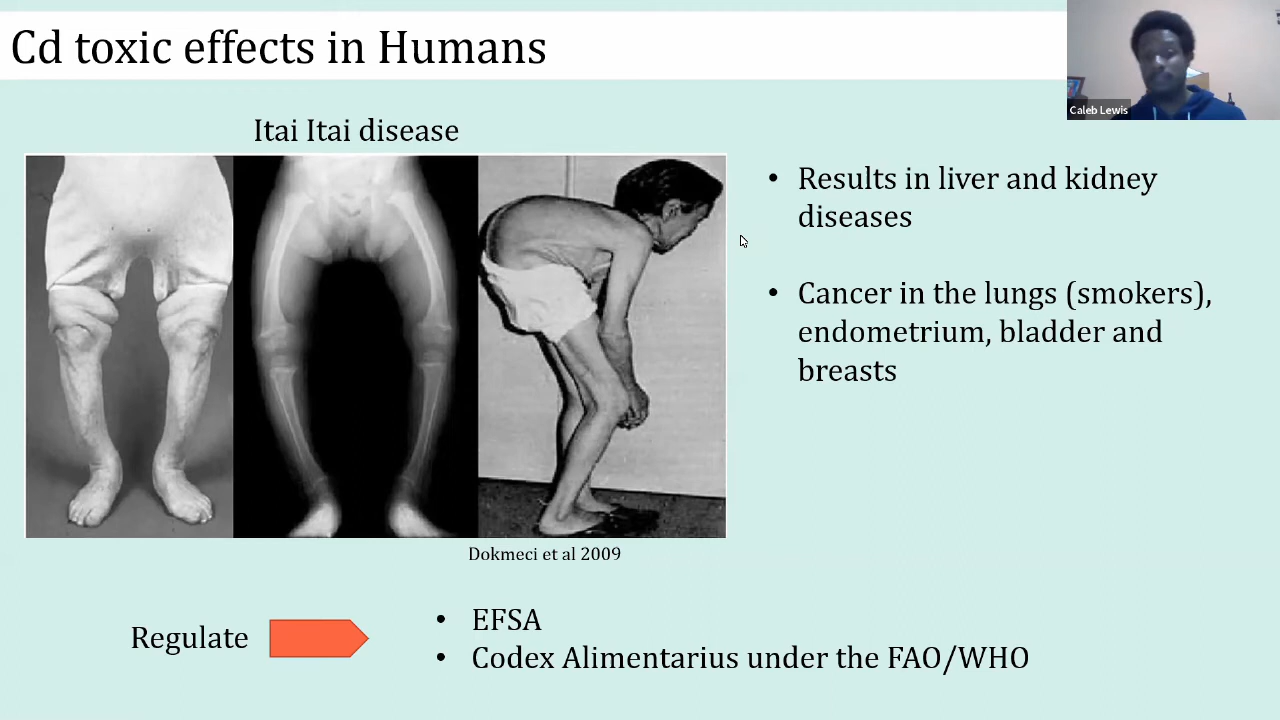 Cd toxic effects in Humans
Caleb Lewis
Itai Itai disease
• Results in liver and kidney
diseases
• Cancer in the lungs (smokers),
endometrium, bladder and
breasts
Dokmeci et al 2009
Regulate
• EFSA
• Codex Alimentarius under the FAO/WHO